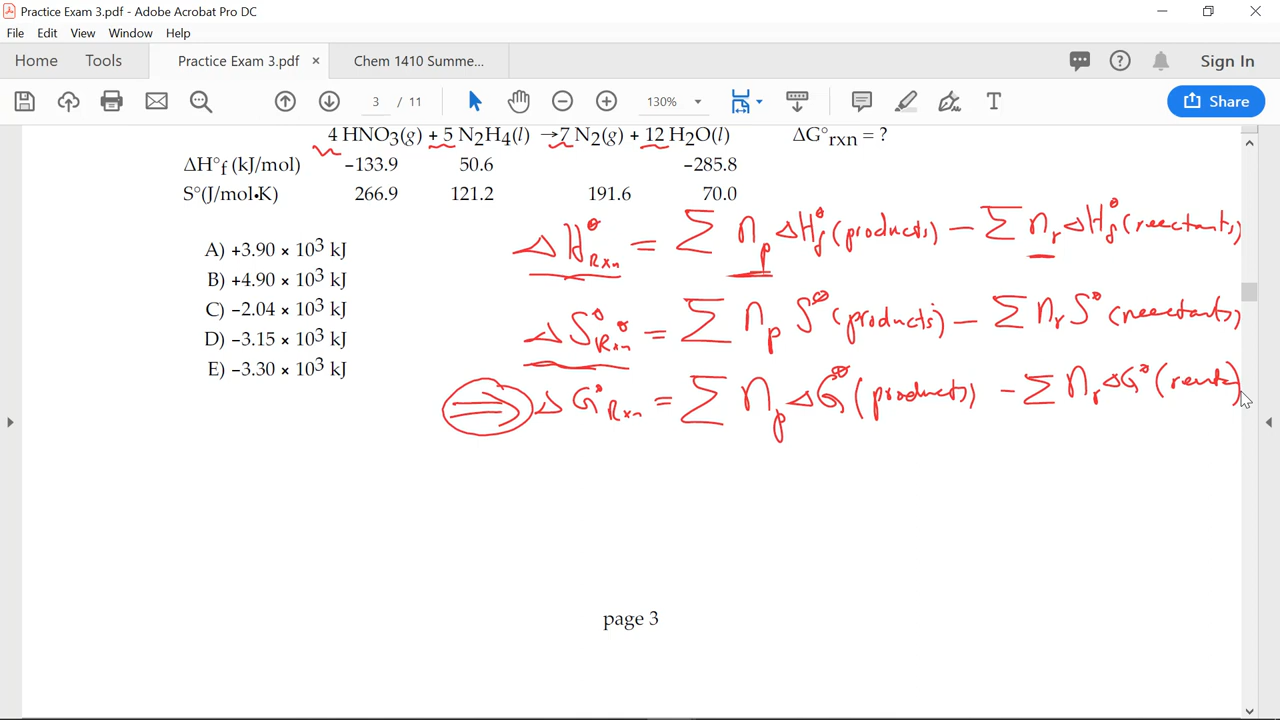 Practice Exam 3.pdf - Adobe Acrobat Pro DC
File Edit View Window Help
Home Tools Practice Exam 3.pdf × Chem 1410 Summe... Sign In
3 / 11 130% Share
4 HNO3(g) + 5 N2H4(l) →7 N2(g) + 12 H2O(l) ΔG°rxn = ?
ΔH°f (kJ/mol) −133.9 50.6 −285.8
S°(J/mol•K) 266.9 121.2 191.6 70.0
A) +3.90 × 10³ kJ
B) +4.90 × 10³ kJ
C) −2.04 × 10³ kJ
D) −3.15 × 10³ kJ
E) −3.30 × 10³ kJ
ΔH°Rxn = Σ np ΔH°f (products) − Σ nr ΔH°f (reactants)
ΔS°Rxn° = Σ np S° (products) − Σ nr S° (reactants)
⇒ ΔG°Rxn = Σ np ΔG° (products) − Σ nr ΔG°
page 3